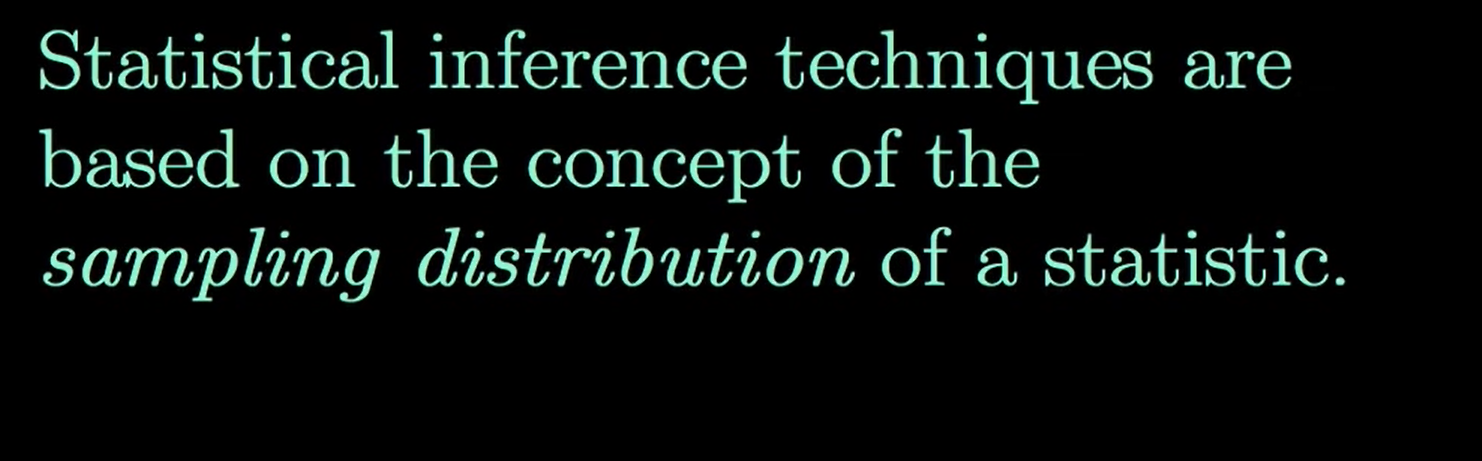 Statistical inference techniques are
based on the concept of the
sampling distribution of a statistic.